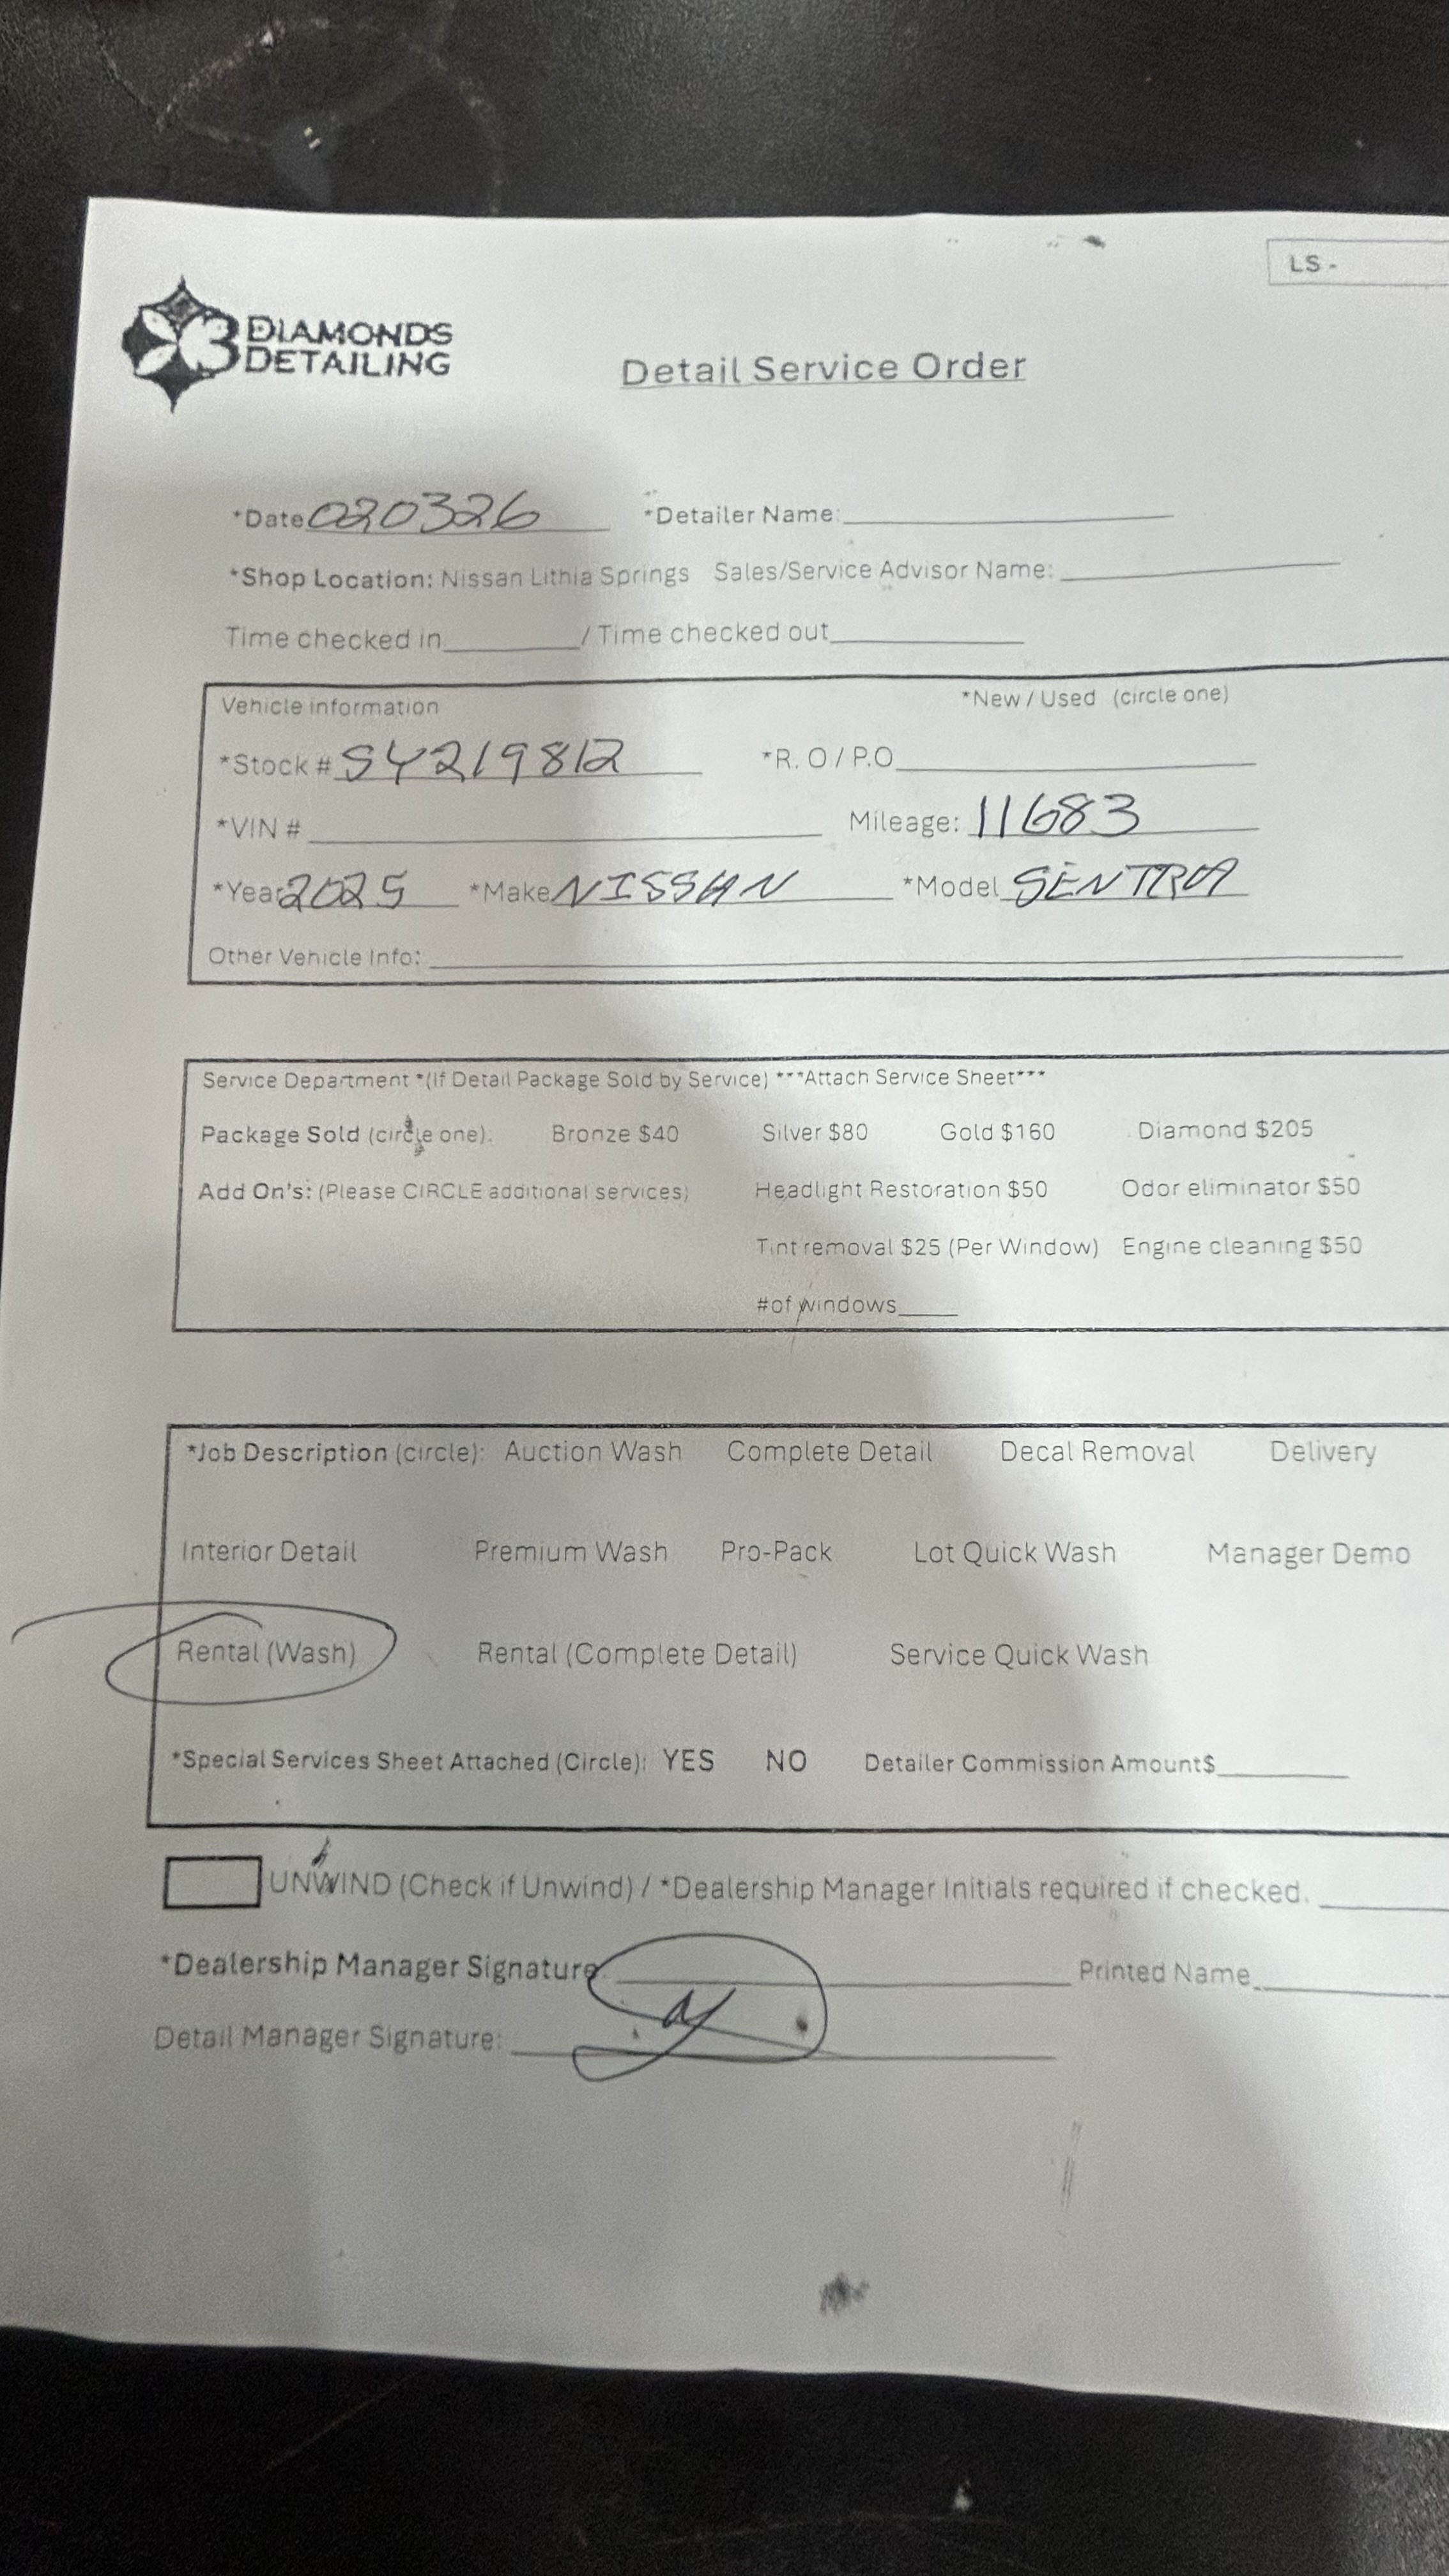 LS -
3 DIAMONDS
DETAILING
Detail Service Order
*Date 020326 *Detailer Name:
*Shop Location: Nissan Lithia Springs Sales/Service Advisor Name:
Time checked in / Time checked out
Vehicle information *New / Used (circle one)
*Stock # SY219812 *R. O / P.O
*VIN # Mileage: 11683
*Year 2025 *Make NISSAN *Model SENTRA
Other Vehicle Info:
Service Department *(If Detail Package Sold by Service) ***Attach Service Sheet***
Package Sold (circle one): Bronze $40 Silver $80 Gold $160 Diamond $205
Add On's: (Please CIRCLE additional services) Headlight Restoration $50 Odor eliminator $50
Tint removal $25 (Per Window) Engine cleaning $50
#of windows
*Job Description (circle): Auction Wash Complete Detail Decal Removal Delivery
Interior Detail Premium Wash Pro-Pack Lot Quick Wash Manager Demo
Rental (Wash) Rental (Complete Detail) Service Quick Wash
*Special Services Sheet Attached (Circle): YES NO Detailer Commission Amount$
UNWIND (Check if Unwind) / *Dealership Manager Initials required if checked.
*Dealership Manager Signature: Printed Name
Detail Manager Signature: